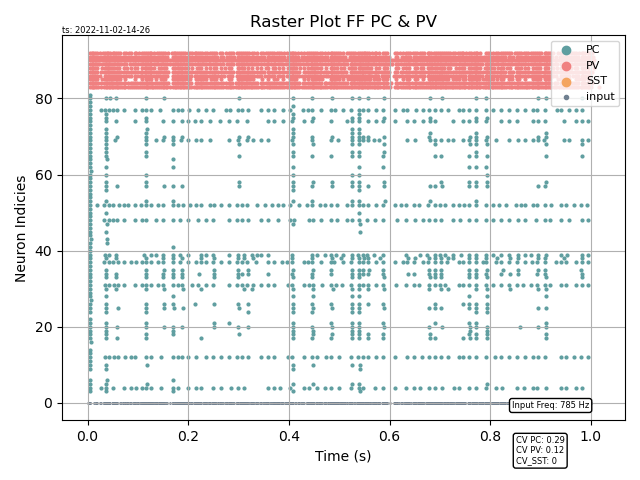 Raster Plot FF PC & PV
ts: 2022-11-02-14-26
PC
PV
SST
input
80
60
40
20
0
Neuron Indicies
Input Freq: 785 Hz
0.0 0.2 0.4 0.6 0.8 1.0
Time (s)
CV PC: 0.29
CV PV: 0.12
CV_SST: 0